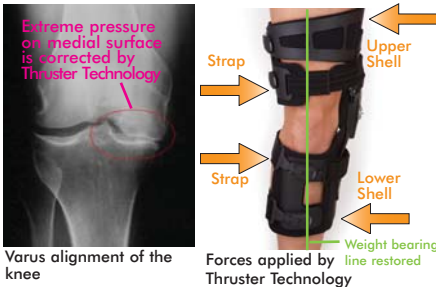 Extreme pressure
on medial surface
is corrected by
Thruster Technology
Varus alignment of the
knee
Upper
Shell
Strap
Strap
Lower
Shell
Weight bearing
line restored
Forces applied by
Thruster Technology